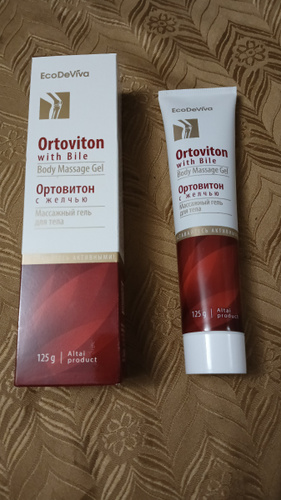 EcoDeViva
Ortoviton
with Bile
Body Massage Gel
Ортовитон
с желчью
Массажный гель
для тела
125 g
Altai
product
EcoDeViva
Ortoviton
with Bile
Body Massage Gel
Ортовитон
с желчью
Массажный гель
для тела
125 g
Altai
product